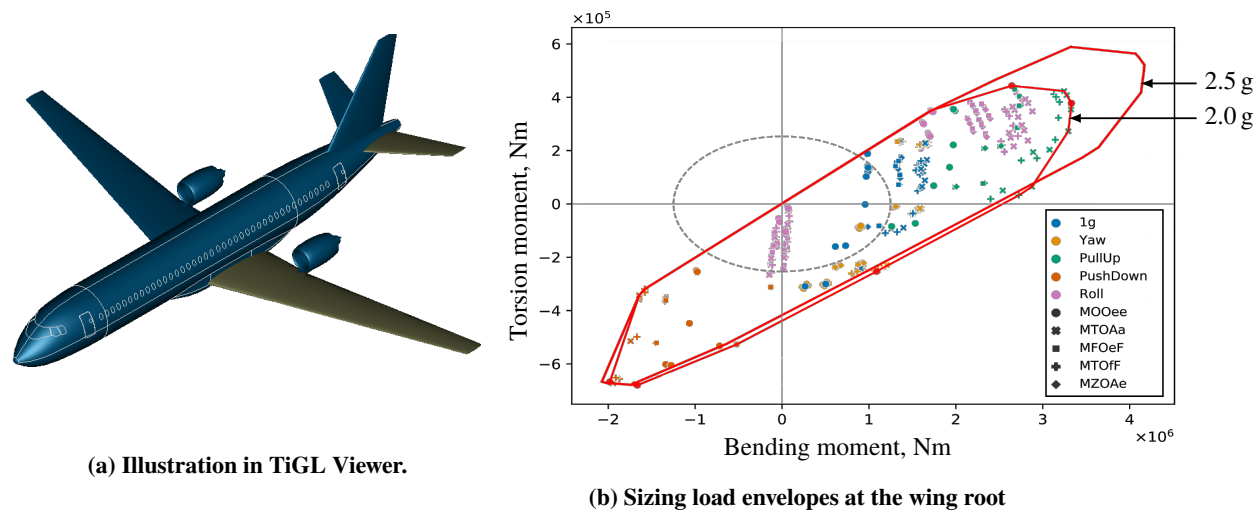 ×10⁵
6
4
2
0
−2
−4
−6
Torsion moment, Nm
2.5 g
2.0 g
1g
Yaw
PullUp
PushDown
Roll
MOOee
MTOAa
MFOeF
MTOfF
MZOAe
−2 −1 0 1 2 3 4
×10⁶
Bending moment, Nm
(a) Illustration in TiGL Viewer.
(b) Sizing load envelopes at the wing root